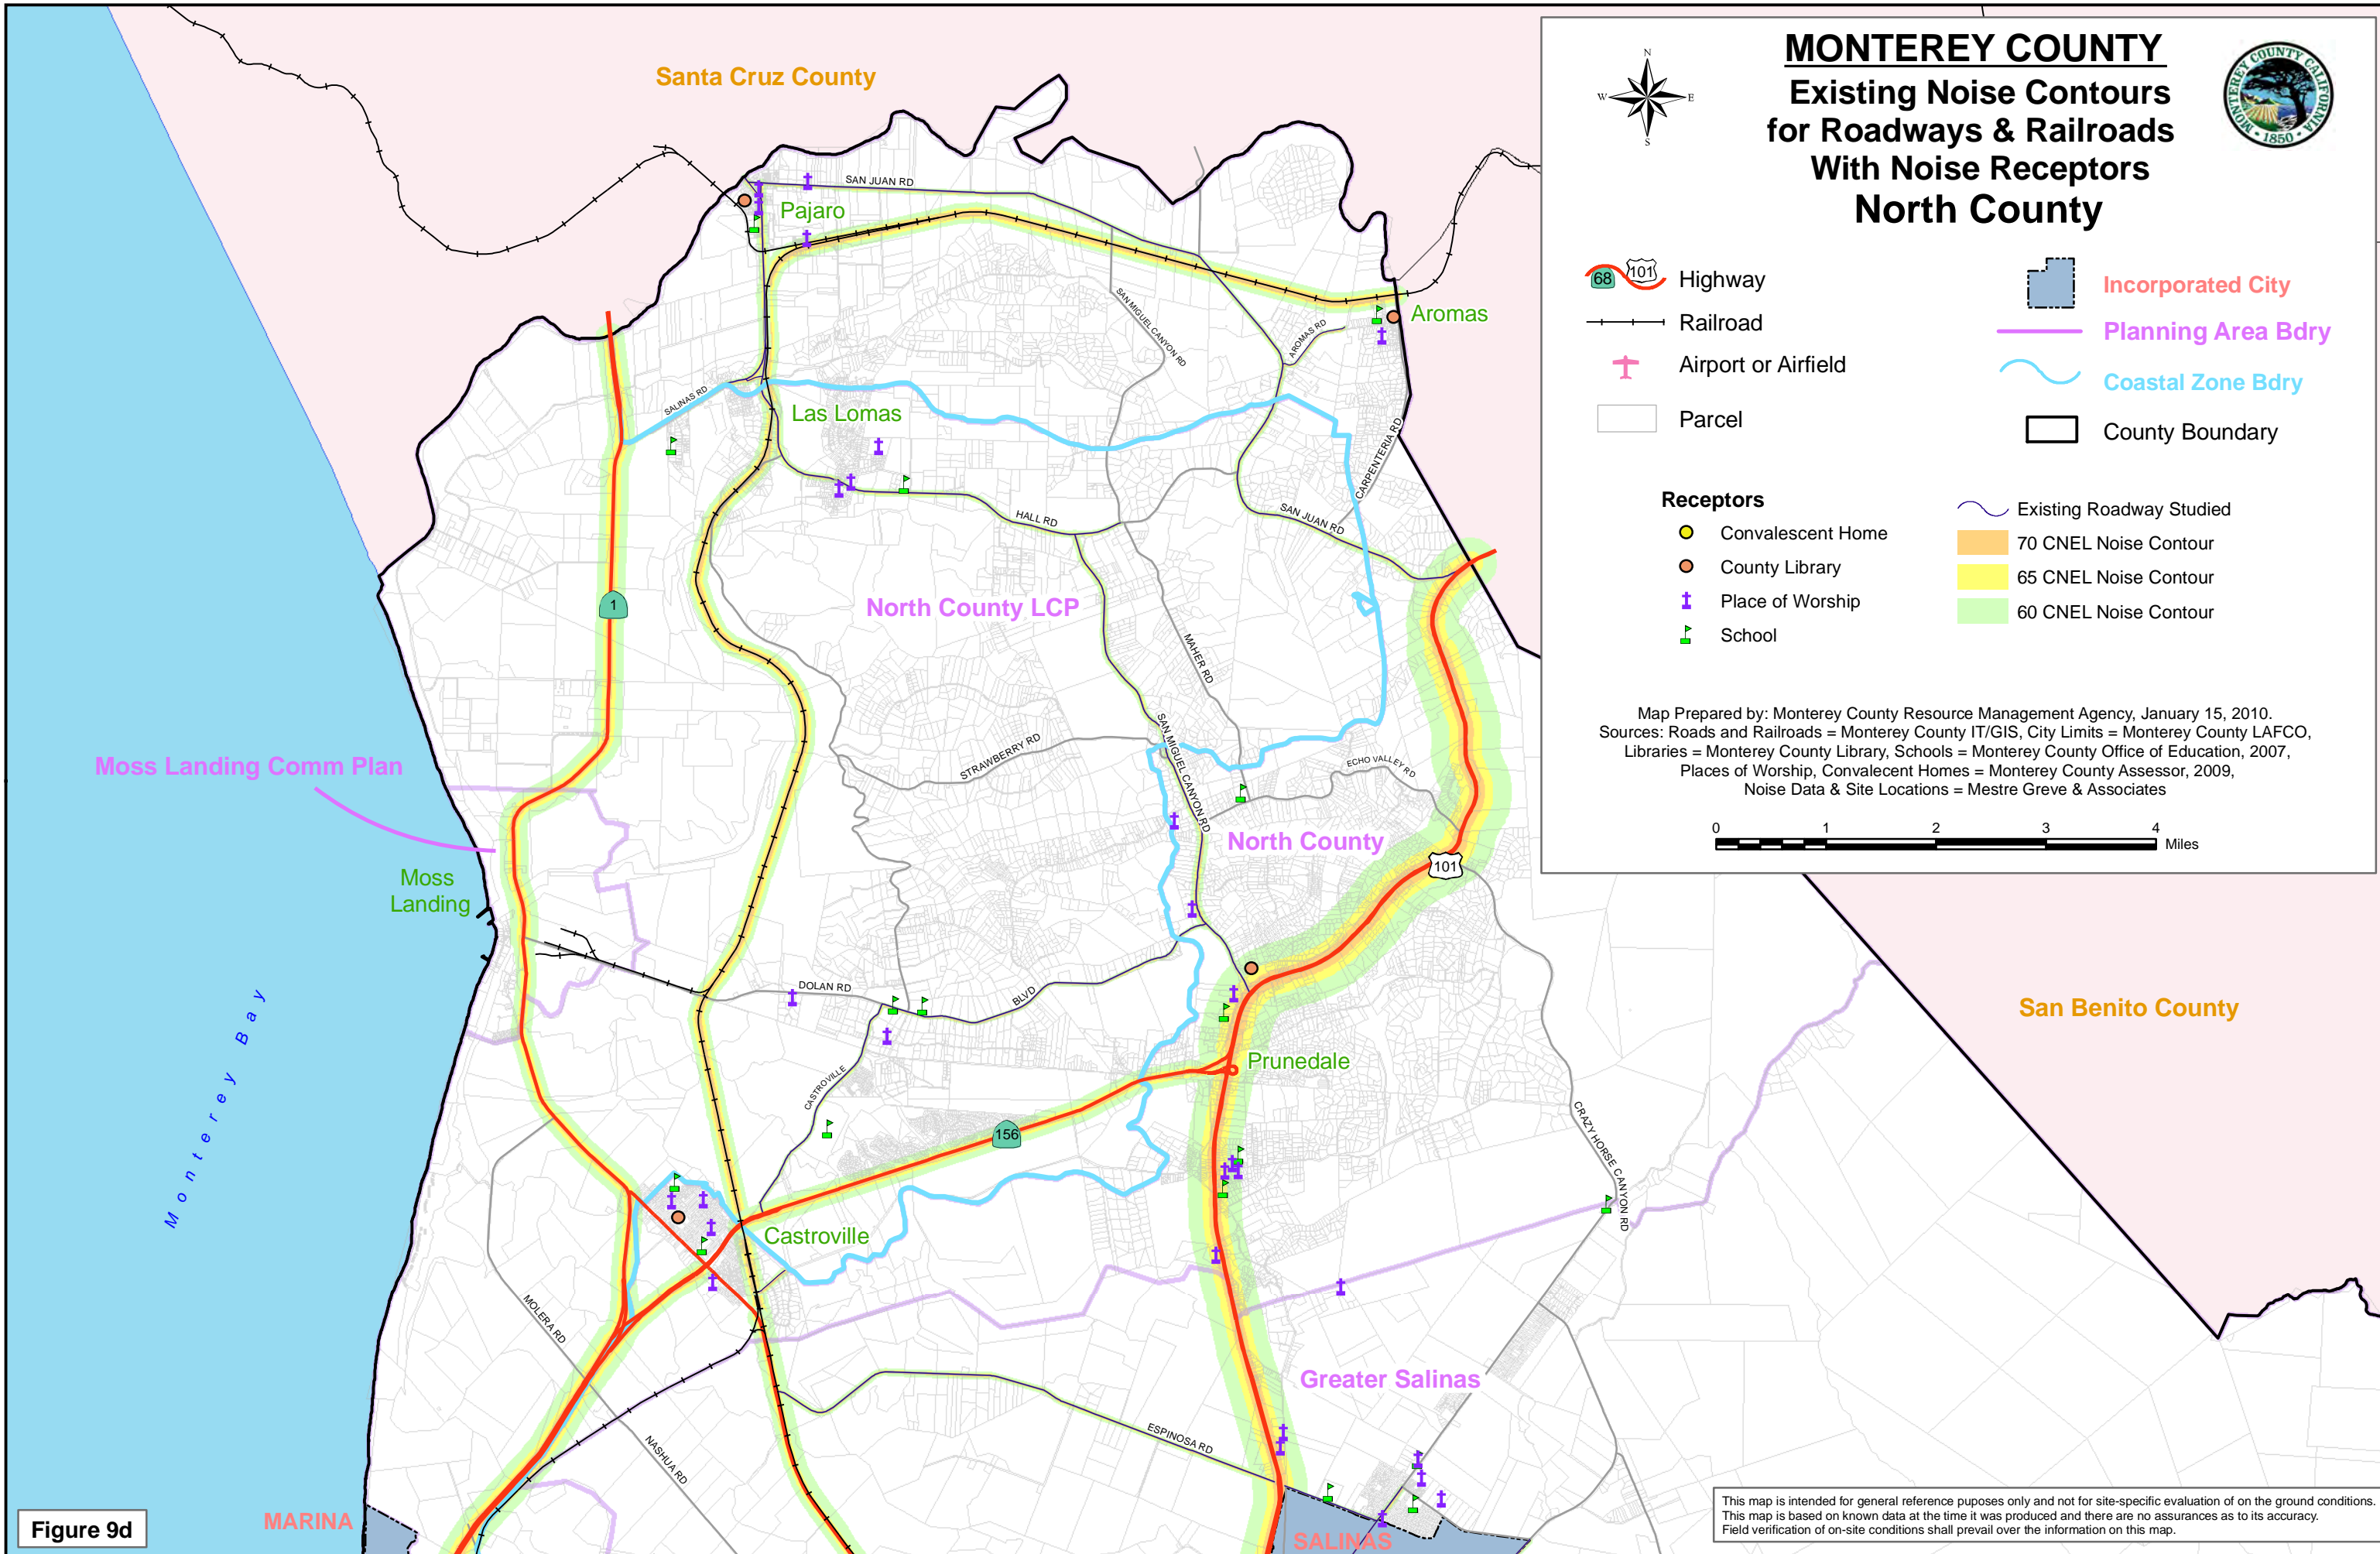 MONTEREY COUNTY
Existing Noise Contours
for Roadways & Railroads
With Noise Receptors
North County
N
W
E
S
MONTEREY COUNTY CALIFORNIA
• 1850 •
68
101
Highway
Railroad
Airport or Airfield
Parcel
Incorporated City
Planning Area Bdry
Coastal Zone Bdry
County Boundary
Receptors
Convalescent Home
County Library
Place of Worship
School
Existing Roadway Studied
70 CNEL Noise Contour
65 CNEL Noise Contour
60 CNEL Noise Contour
Map Prepared by: Monterey County Resource Management Agency, January 15, 2010.
Sources: Roads and Railroads = Monterey County IT/GIS, City Limits = Monterey County LAFCO,
Libraries = Monterey County Library, Schools = Monterey County Office of Education, 2007,
Places of Worship, Convalecent Homes = Monterey County Assessor, 2009,
Noise Data & Site Locations = Mestre Greve & Associates
0 1 2 3 4
Miles
Santa Cruz County
SAN JUAN RD
Pajaro
SAN MIGUEL CANYON RD
Aromas
AROMAS RD
SALINAS RD
Las Lomas
CARPENTERIA RD
HALL RD
SAN JUAN RD
1
North County LCP
MAHER RD
SAN MIGUEL CANYON RD
STRAWBERRY RD
ECHO VALLEY RD
Moss Landing Comm Plan
North County
101
Moss
Landing
DOLAN RD
BLVD
San Benito County
Monterey Bay
Prunedale
CASTROVILLE
156
CRAZY HORSE CANYON RD
Castroville
MOLERA RD
Greater Salinas
NASHUA RD
ESPINOSA RD
MARINA
SALINAS
Figure 9d
This map is intended for general reference puposes only and not for site-specific evaluation of on the ground conditions.
This map is based on known data at the time it was produced and there are no assurances as to its accuracy.
Field verification of on-site conditions shall prevail over the information on this map.